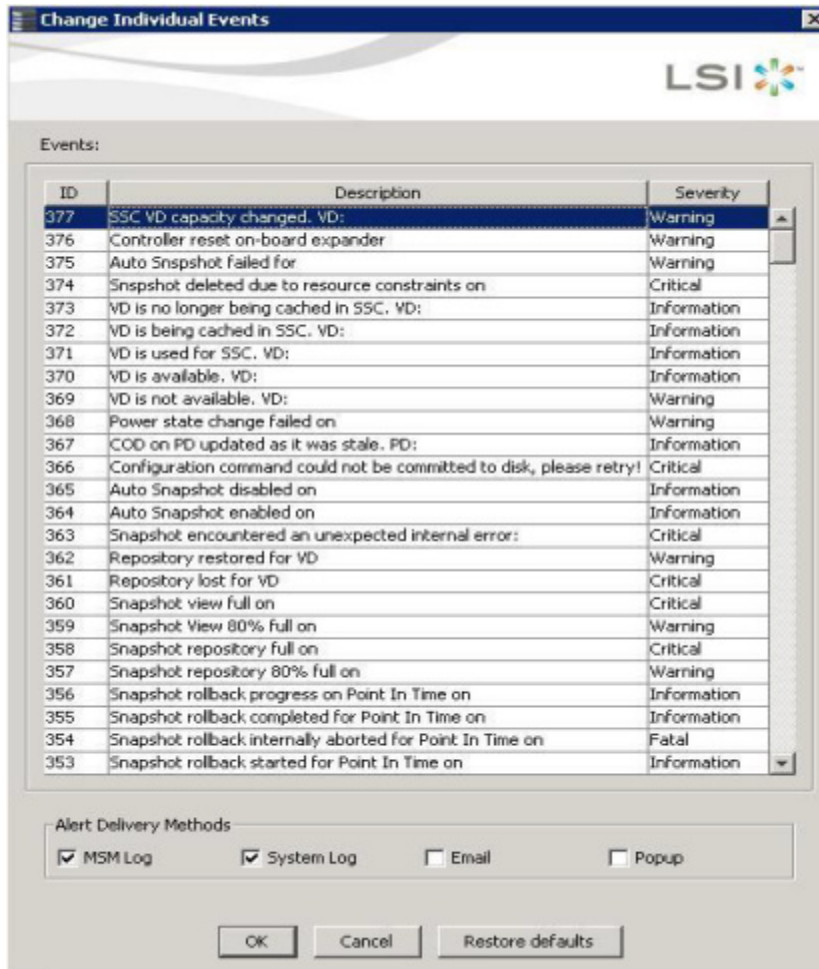 Change Individual Events
LSI
Events:
ID Description Severity
377 SSC VD capacity changed. VD: Warning
376 Controller reset on-board expander Warning
375 Auto Snspshot failed for Warning
374 Snspshot deleted due to resource constraints on Critical
373 VD is no longer being cached in SSC. VD: Information
372 VD is being cached in SSC. VD: Information
371 VD is used for SSC. VD: Information
370 VD is available. VD: Information
369 VD is not available. VD: Warning
368 Power state change failed on Warning
367 COD on PD updated as it was stale. PD: Information
366 Configuration command could not be committed to disk, please retry! Critical
365 Auto Snapshot disabled on Information
364 Auto Snapshot enabled on Information
363 Snapshot encountered an unexpected internal error: Critical
362 Repository restored for VD Warning
361 Repository lost for VD Critical
360 Snapshot view full on Critical
359 Snapshot View 80% full on Warning
358 Snapshot repository full on Critical
357 Snapshot repository 80% full on Warning
356 Snapshot rollback progress on Point In Time on Information
355 Snapshot rollback completed for Point In Time on Information
354 Snapshot rollback internally aborted for Point In Time on Fatal
353 Snapshot rollback started for Point In Time on Information
Alert Delivery Methods
MSM Log System Log Email Popup
OK Cancel Restore defaults